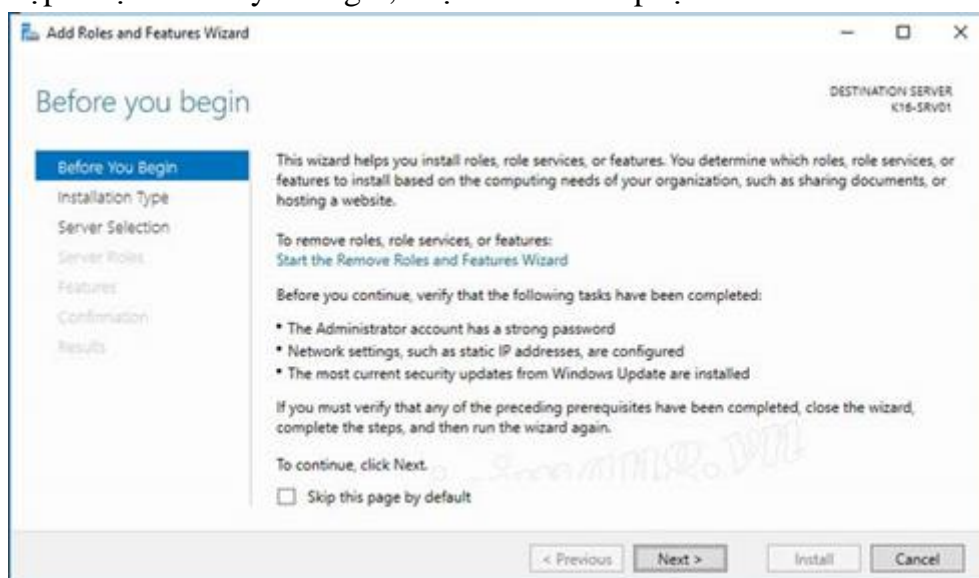 Add Roles and Features Wizard
Before you begin
DESTINATION SERVER
K16-SRV01
Before You Begin
Installation Type
Server Selection
Server Roles
Features
Confirmation
Results
This wizard helps you install roles, role services, or features. You determine which roles, role services, or
features to install based on the computing needs of your organization, such as sharing documents, or
hosting a website.
To remove roles, role services, or features:
Start the Remove Roles and Features Wizard
Before you continue, verify that the following tasks have been completed:
• The Administrator account has a strong password
• Network settings, such as static IP addresses, are configured
• The most current security updates from Windows Update are installed
If you must verify that any of the preceding prerequisites have been completed, close the wizard,
complete the steps, and then run the wizard again.
To continue, click Next.
Skip this page by default
< Previous
Next >
Install
Cancel